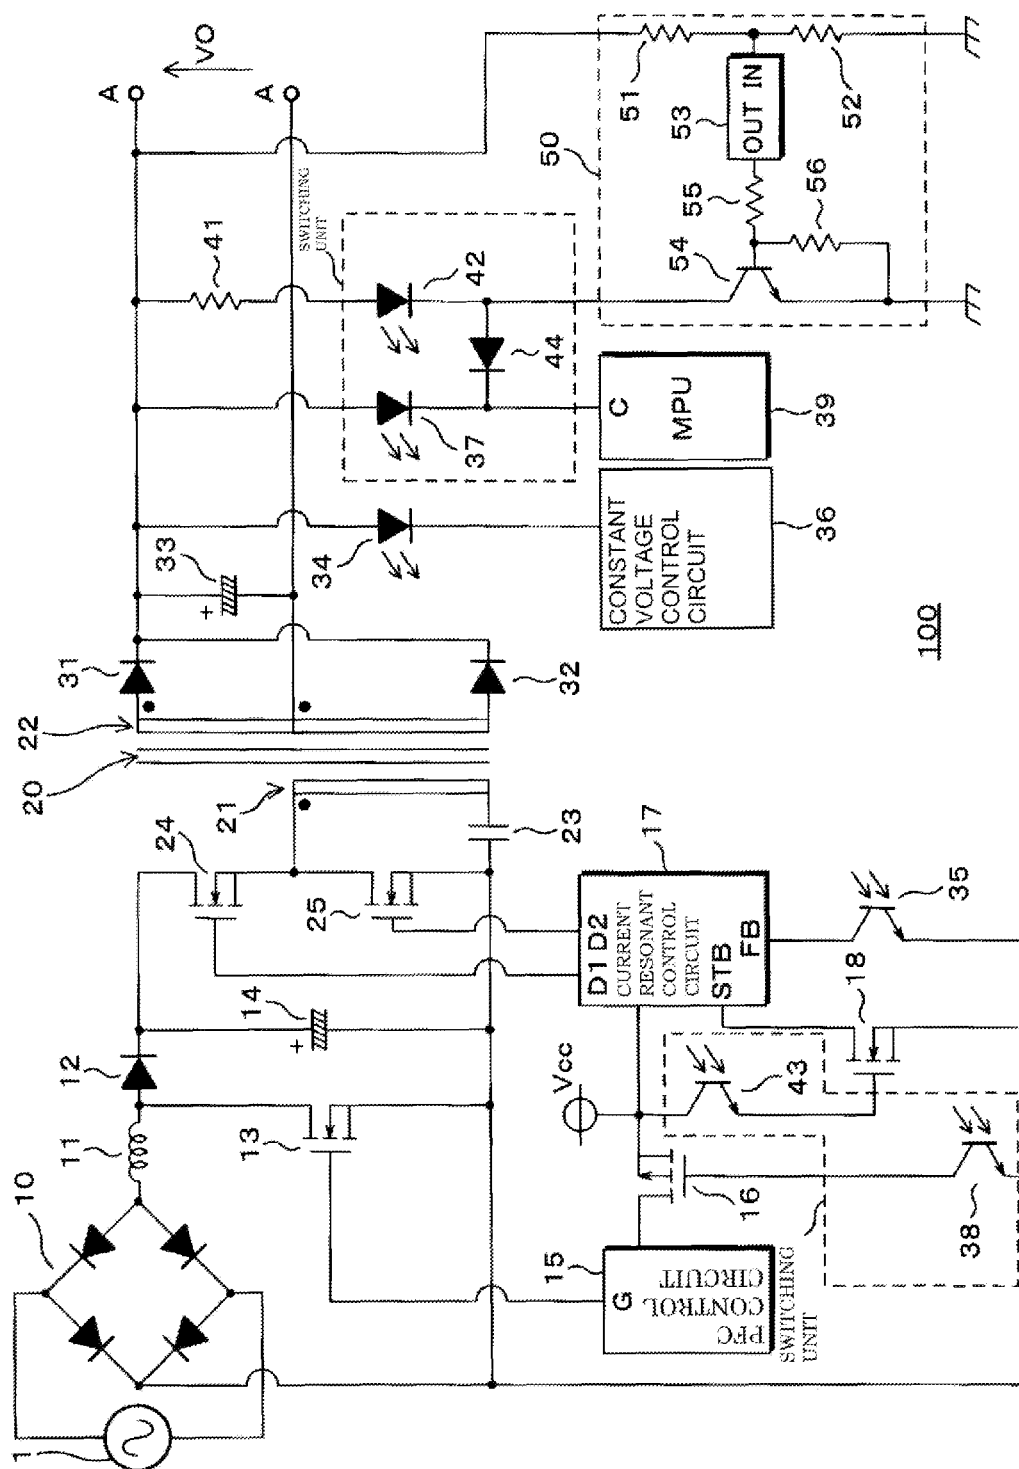 1
10
11
12
13
14
15
G
PFC
CONTROL
CIRCUIT
SWITCHING
UNIT
16
Vcc
43
38
18
35
17
D1 D2
CURRENT
RESONANT
CONTROL
CIRCUIT
STB
FB
24
25
23
21
20
22
31
32
33
+
+
34
36
CONSTANT
VOLTAGE
CONTROL
CIRCUIT
37
39
C
MPU
44
42
41
SWITCHING
UNIT
A
A
VO
50
51
52
53
OUT IN
54
55
56
100